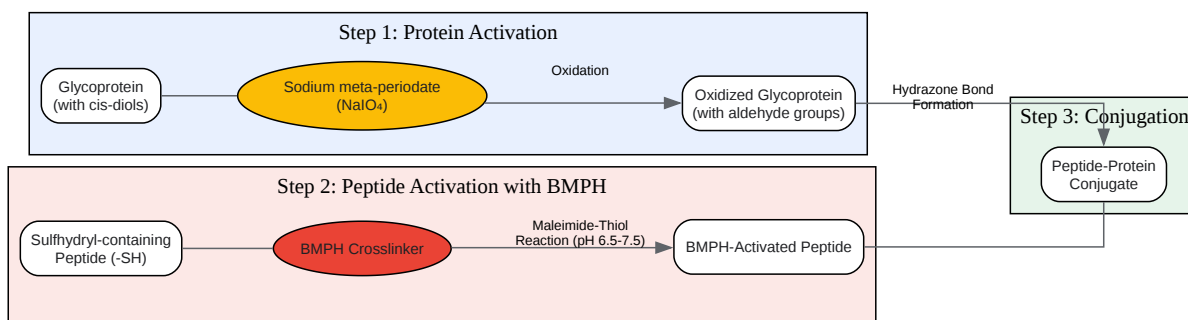 Step 1: Protein Activation
Glycoprotein
(with cis-diols)
Sodium meta-periodate
(NaIO₄)
Oxidation
Oxidized Glycoprotein
(with aldehyde groups)
Hydrazone Bond
Formation
Step 3: Conjugation
Peptide-Protein
Conjugate
Step 2: Peptide Activation with BMPH
Sulfhydryl-containing
Peptide (-SH)
BMPH Crosslinker
Maleimide-Thiol
Reaction (pH 6.5-7.5)
BMPH-Activated Peptide